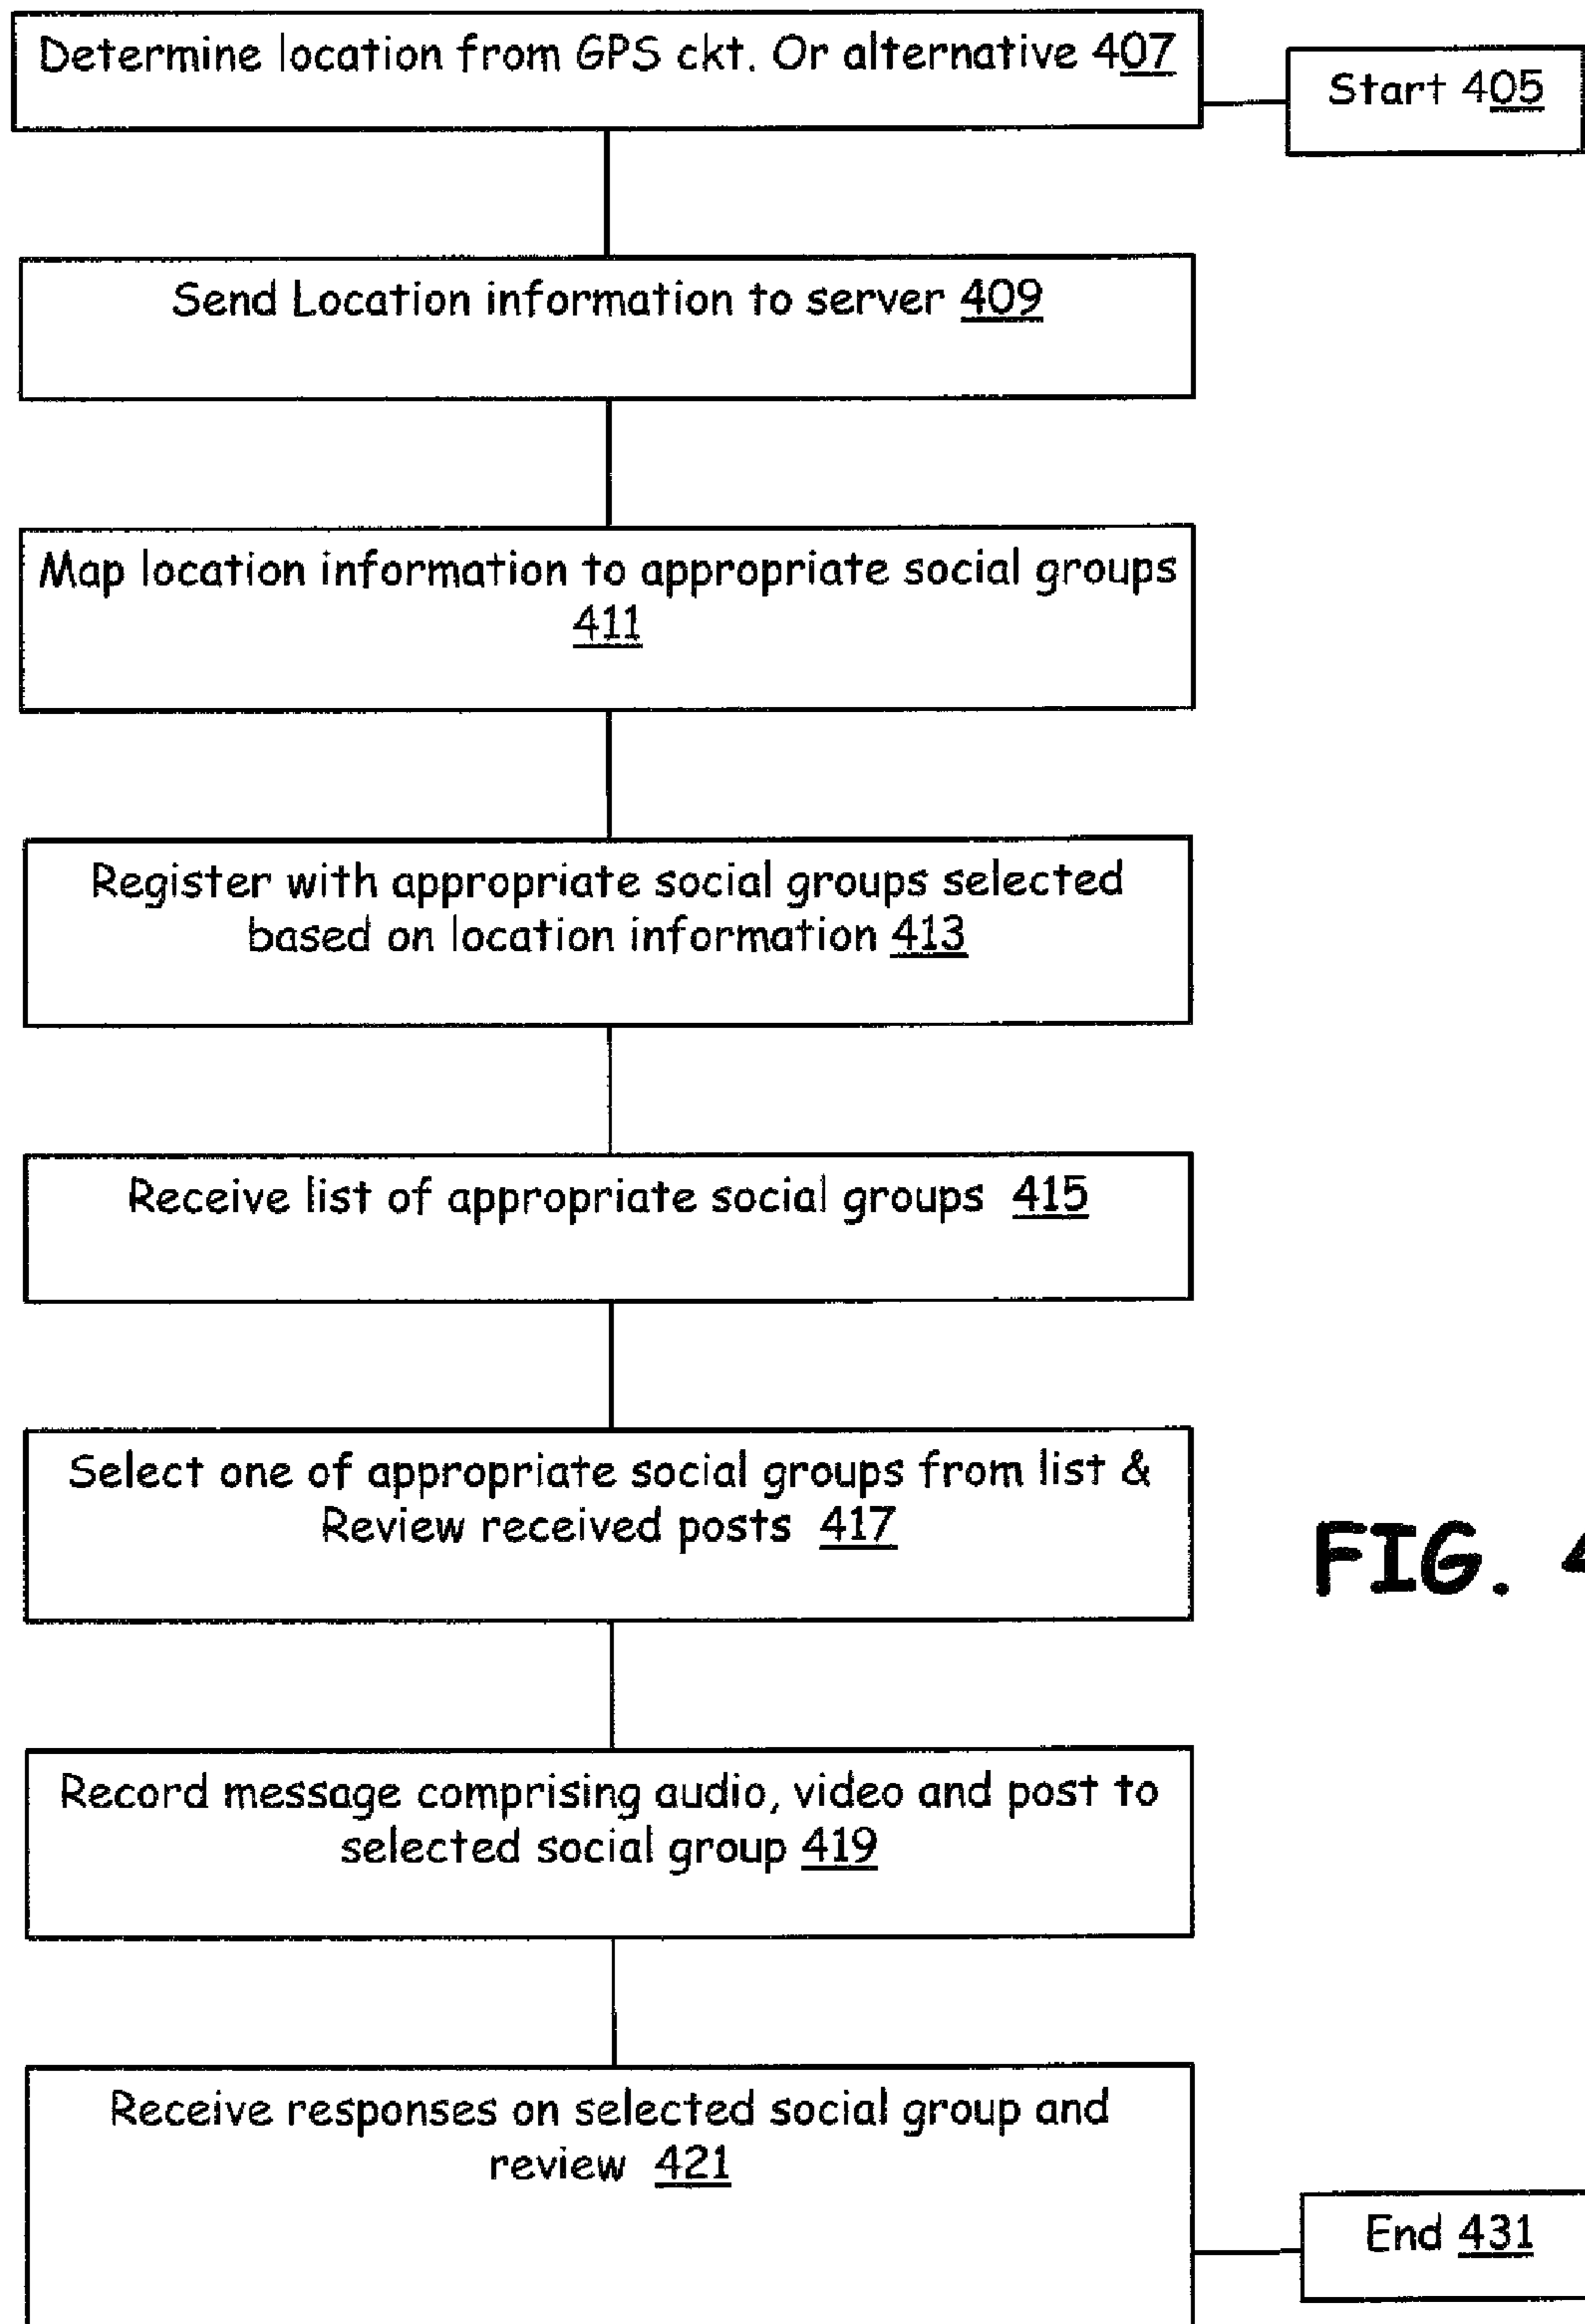 Determine location from GPS ckt. Or alternative 407
Start 405
Send Location information to server 409
Map location information to appropriate social groups
411
Register with appropriate social groups selected
based on location information 413
Receive list of appropriate social groups 415
Select one of appropriate social groups from list &
Review received posts 417
FIG. 4
Record message comprising audio, video and post to
selected social group 419
Receive responses on selected social group and
review 421
End 431